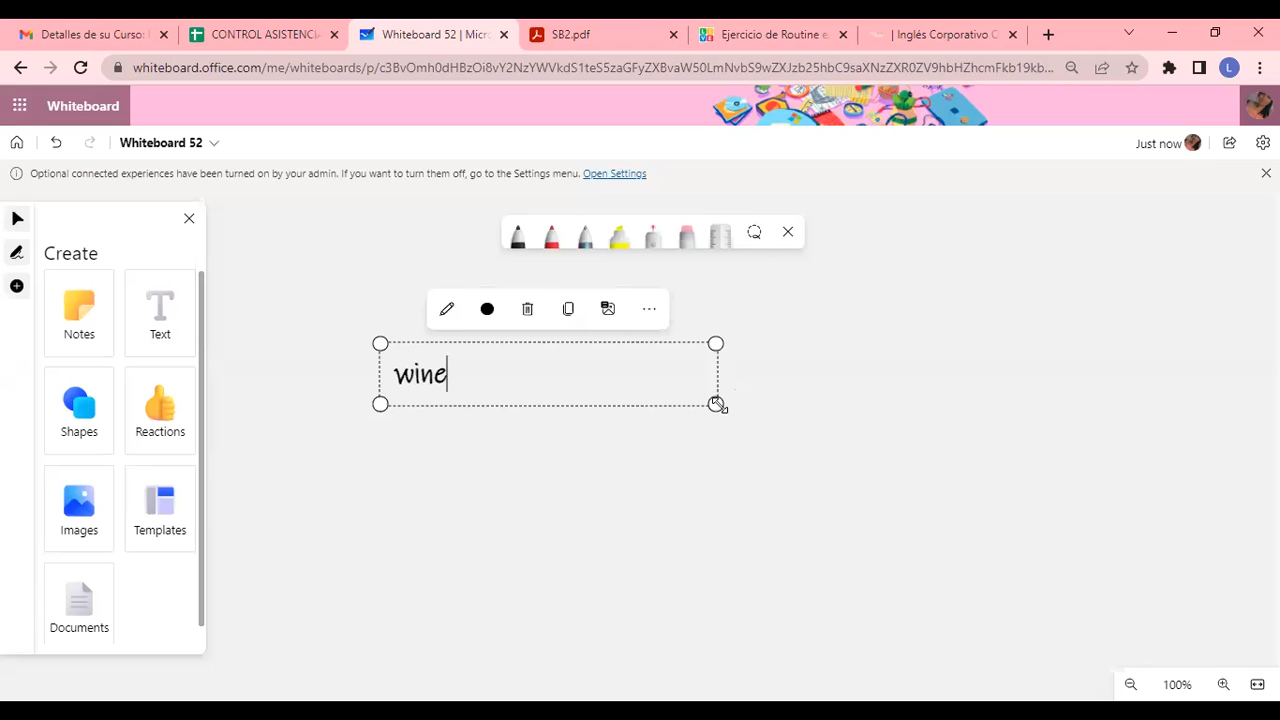 Detalles de su Curso: I
CONTROL ASISTENCIA
Whiteboard 52 | Micro
SB2.pdf
Ejercicio de Routine e
| Inglés Corporativo C
whiteboard.office.com/me/whiteboards/p/
L
Whiteboard
Whiteboard 52
Just now
Optional connected experiences have been turned on by your admin. If you want to turn them off, go to the Settings menu. Open Settings
Create
Notes
Text
wine
Shapes
Reactions
Images
Templates
Documents
100%